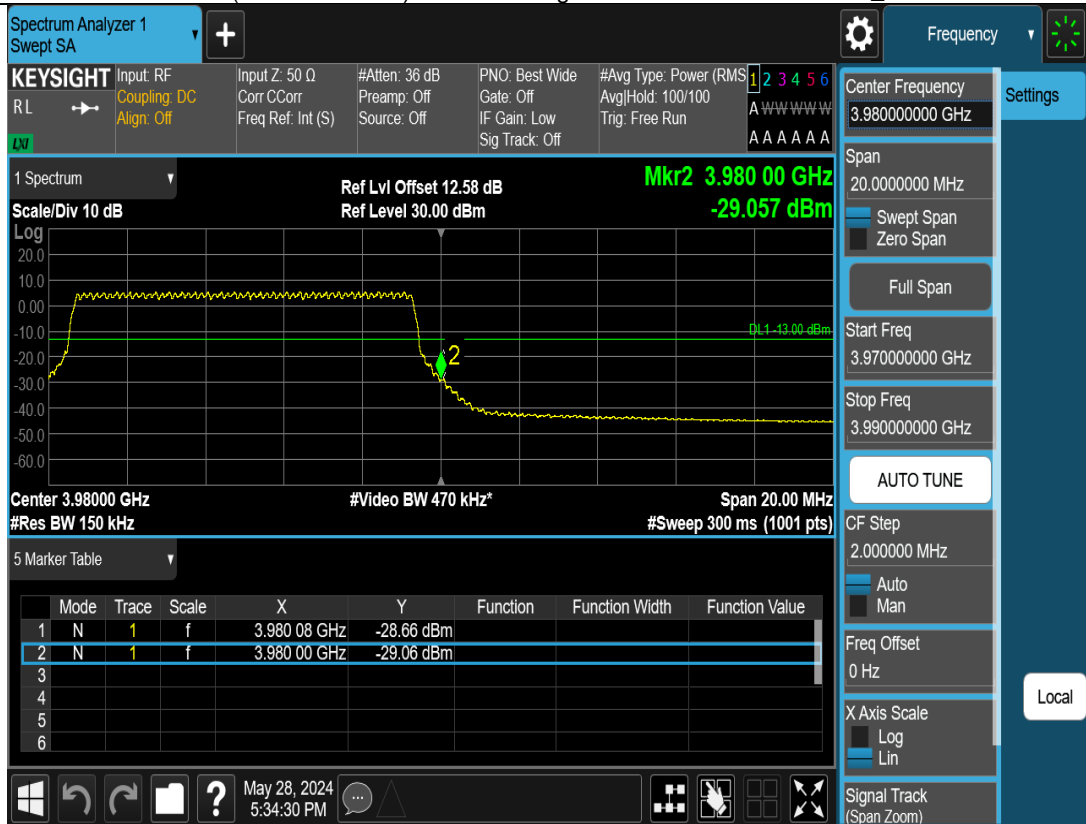 Spectrum Analyzer 1
Swept SA
+
Frequency
KEYSIGHT
RL
LXI
Input: RF
Coupling: DC
Align: Off
Input Z: 50 Ω
Corr CCorr
Freq Ref: Int (S)
#Atten: 36 dB
Preamp: Off
Source: Off
PNO: Best Wide
Gate: Off
IF Gain: Low
Sig Track: Off
#Avg Type: Power (RMS
Avg|Hold: 100/100
Trig: Free Run
1 2 3 4 5 6
A W W W W W
A A A A A A
1 Spectrum
Scale/Div 10 dB
Ref Lvl Offset 12.58 dB
Ref Level 30.00 dBm
Mkr2 3.980 00 GHz
-29.057 dBm
Log
20.0
10.0
0.00
-10.0
-20.0
-30.0
-40.0
-50.0
-60.0
DL1 -13.00 dBm
2
Center 3.98000 GHz
#Video BW 470 kHz*
Span 20.00 MHz
#Res BW 150 kHz
#Sweep 300 ms (1001 pts)
5 Marker Table
Mode Trace Scale X Y Function Function Width Function Value
1 N 1 f 3.980 08 GHz -28.66 dBm
2 N 1 f 3.980 00 GHz -29.06 dBm
3
4
5
6
May 28, 2024
5:34:30 PM
?
Settings
Center Frequency
3.980000000 GHz
Span
20.0000000 MHz
Swept Span
Zero Span
Full Span
Start Freq
3.970000000 GHz
Stop Freq
3.990000000 GHz
AUTO TUNE
CF Step
2.000000 MHz
Auto
Man
Freq Offset
0 Hz
X Axis Scale
Log
Lin
Signal Track
(Span Zoom)
Local